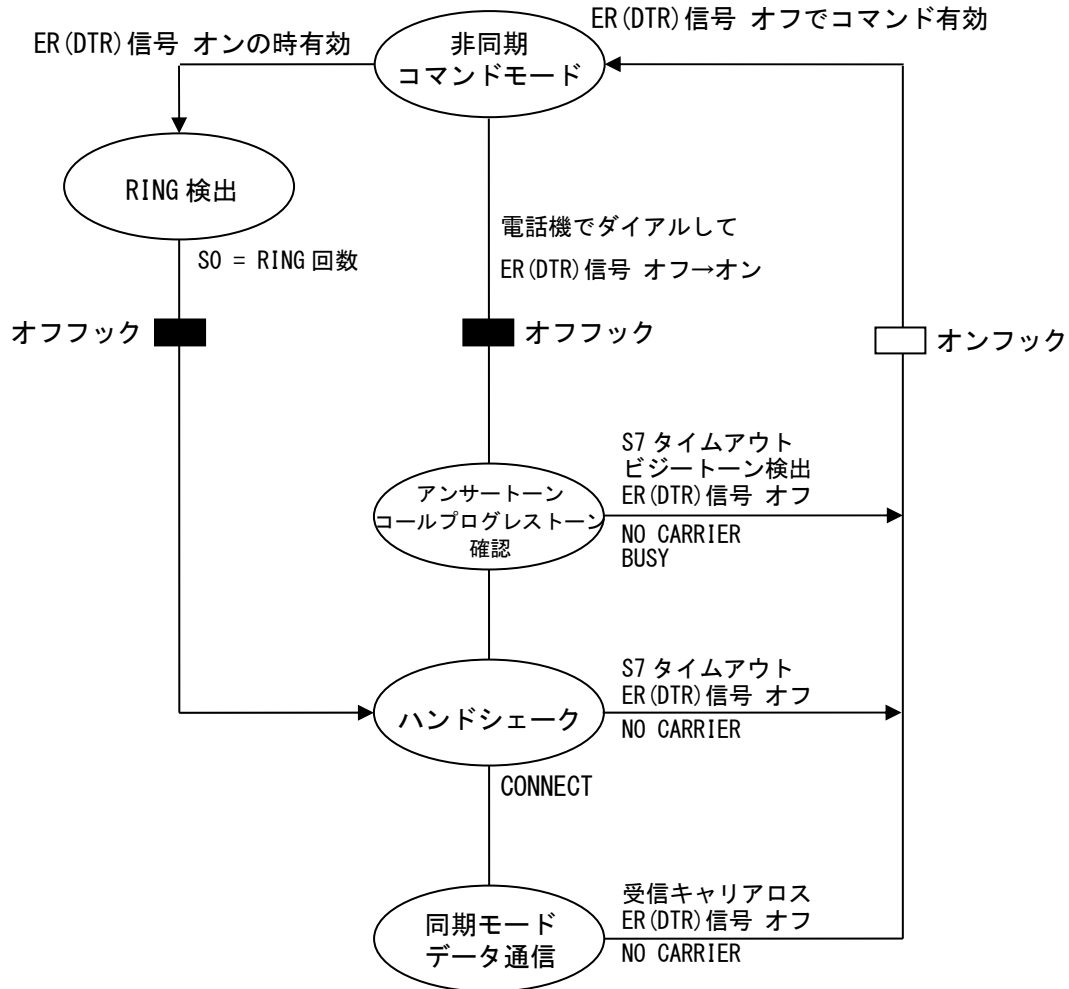 ER(DTR)信号 オフでコマンド有効
ER(DTR)信号 オンの時有効
非同期
コマンドモード
RING 検出
S0 = RING 回数
電話機でダイアルして
ER(DTR)信号 オフ→オン
オフフック
オフフック
オンフック
S7 タイムアウト
ビジートーン検出
ER(DTR)信号 オフ
アンサートーン
コールプログレストーン
確認
NO CARRIER
BUSY
S7 タイムアウト
ER(DTR)信号 オフ
ハンドシェーク
NO CARRIER
CONNECT
受信キャリアロス
ER(DTR)信号 オフ
同期モード
データ通信
NO CARRIER